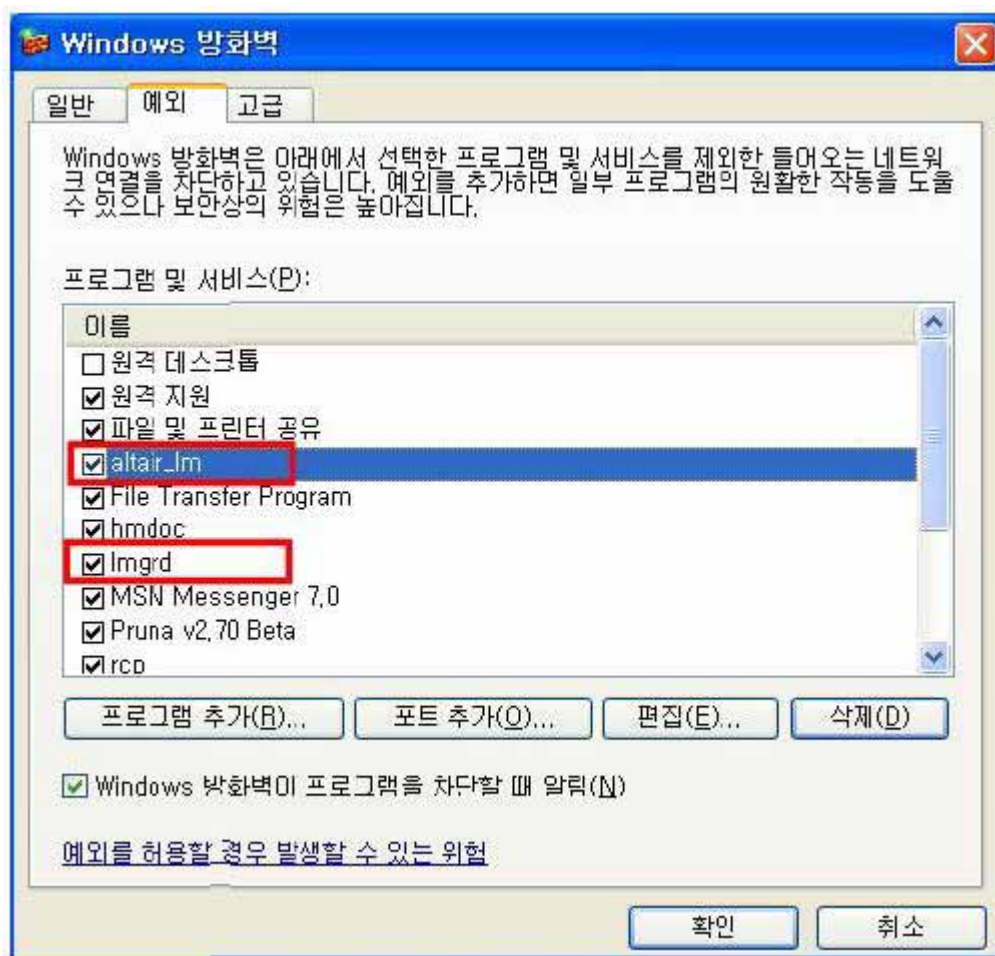 Windows 방화벽
일반 예외 고급
Windows 방화벽은 아래에서 선택한 프로그램 및 서비스를 제외한 들어오는 네트워
크 연결을 차단하고 있습니다. 예외를 추가하면 일부 프로그램의 원활한 작동을 도울
수 있으나 보안상의 위험은 높아집니다.
프로그램 및 서비스(P):
이름
원격 데스크톱
원격 지원
파일 및 프린터 공유
altair_lm
File Transfer Program
hmdoc
lmgrd
MSN Messenger 7.0
Pruna v2.70 Beta
rcp
프로그램 추가(R)... 포트 추가(O)... 편집(E)... 삭제(D)
Windows 방화벽이 프로그램을 차단할 때 알림(N)
예외를 허용할 경우 발생할 수 있는 위험
확인 취소